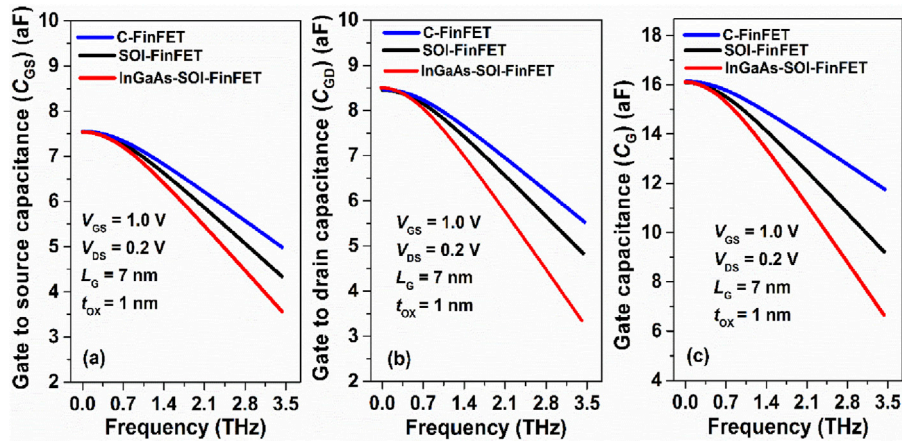 Gate to source capacitance (CGS) (aF)
10
9
8
7
6
5
4
3
2
C-FinFET
SOI-FinFET
InGaAs-SOI-FinFET
VGS = 1.0 V
VDS = 0.2 V
LG = 7 nm
tOX = 1 nm
(a)
0.0 0.7 1.4 2.1 2.8 3.5
Frequency (THz)
Gate to drain capacitance (CGD) (aF)
10
9
8
7
6
5
4
3
2
C-FinFET
SOI-FinFET
InGaAs-SOI-FinFET
VGS = 1.0 V
VDS = 0.2 V
LG = 7 nm
tOX = 1 nm
(b)
0.0 0.7 1.4 2.1 2.8 3.5
Frequency (THz)
Gate capacitance (CG) (aF)
18
16
14
12
10
8
6
4
C-FinFET
SOI-FinFET
InGaAs-SOI-FinFET
VGS = 1.0 V
VDS = 0.2 V
LG = 7 nm
tOX = 1 nm
(c)
0.0 0.7 1.4 2.1 2.8 3.5
Frequency (THz)